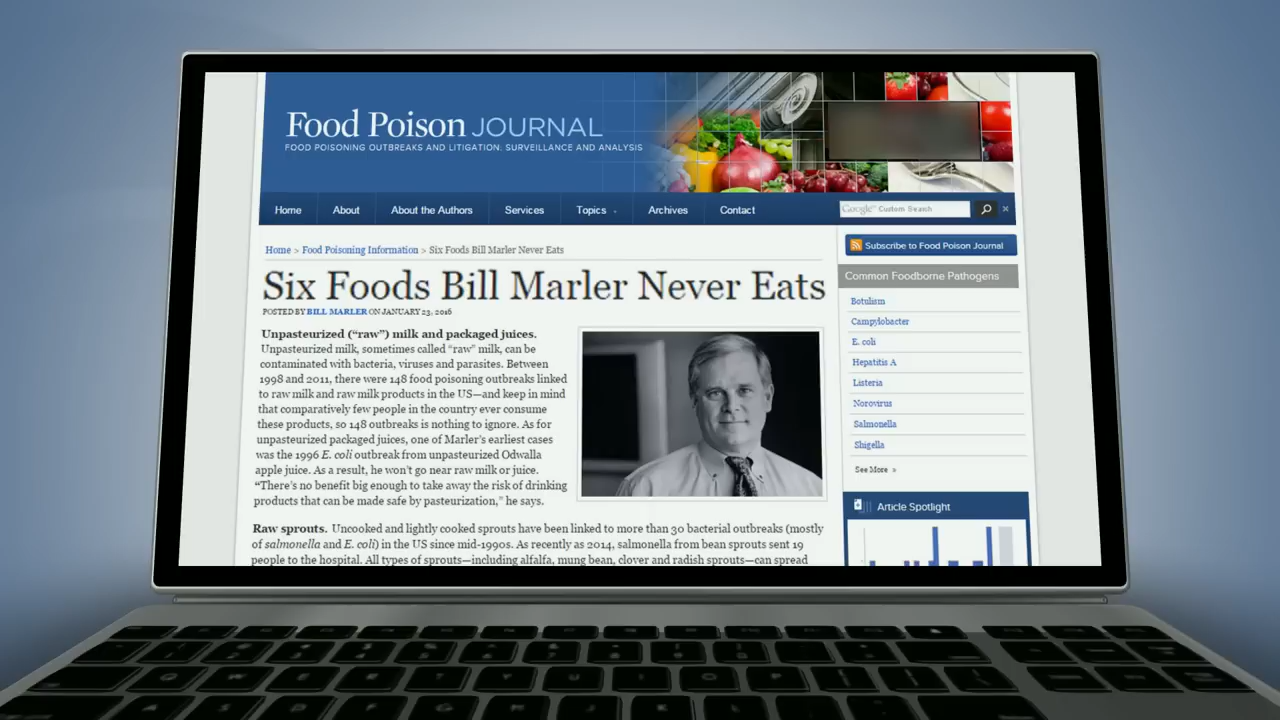 Food Poison JOURNAL
FOOD POISONING OUTBREAKS AND LITIGATION: SURVEILLANCE AND ANALYSIS
Home About About the Authors Services Topics Archives Contact
Google™ Custom Search
Home > Food Poisoning Information > Six Foods Bill Marler Never Eats
Six Foods Bill Marler Never Eats
POSTED BY BILL MARLER ON JANUARY 23, 2016
Unpasteurized (“raw”) milk and packaged juices.
Unpasteurized milk, sometimes called “raw” milk, can be
contaminated with bacteria, viruses and parasites. Between
1998 and 2011, there were 148 food poisoning outbreaks linked
to raw milk and raw milk products in the US—and keep in mind
that comparatively few people in the country ever consume
these products, so 148 outbreaks is nothing to ignore. As for
unpasteurized packaged juices, one of Marler’s earliest cases
was the 1996 E. coli outbreak from unpasteurized Odwalla
apple juice. As a result, he won’t go near raw milk or juice.
“There’s no benefit big enough to take away the risk of drinking
products that can be made safe by pasteurization,” he says.
Raw sprouts. Uncooked and lightly cooked sprouts have been linked to more than 30 bacterial outbreaks (mostly
of salmonella and E. coli) in the US since mid-1990s. As recently as 2014, salmonella from bean sprouts sent 19
people to the hospital. All types of sprouts—including alfalfa, mung bean, clover and radish sprouts—can spread
Subscribe to Food Poison Journal
Common Foodborne Pathogens
Botulism
Campylobacter
E. coli
Hepatitis A
Listeria
Norovirus
Salmonella
Shigella
See More »
Article Spotlight